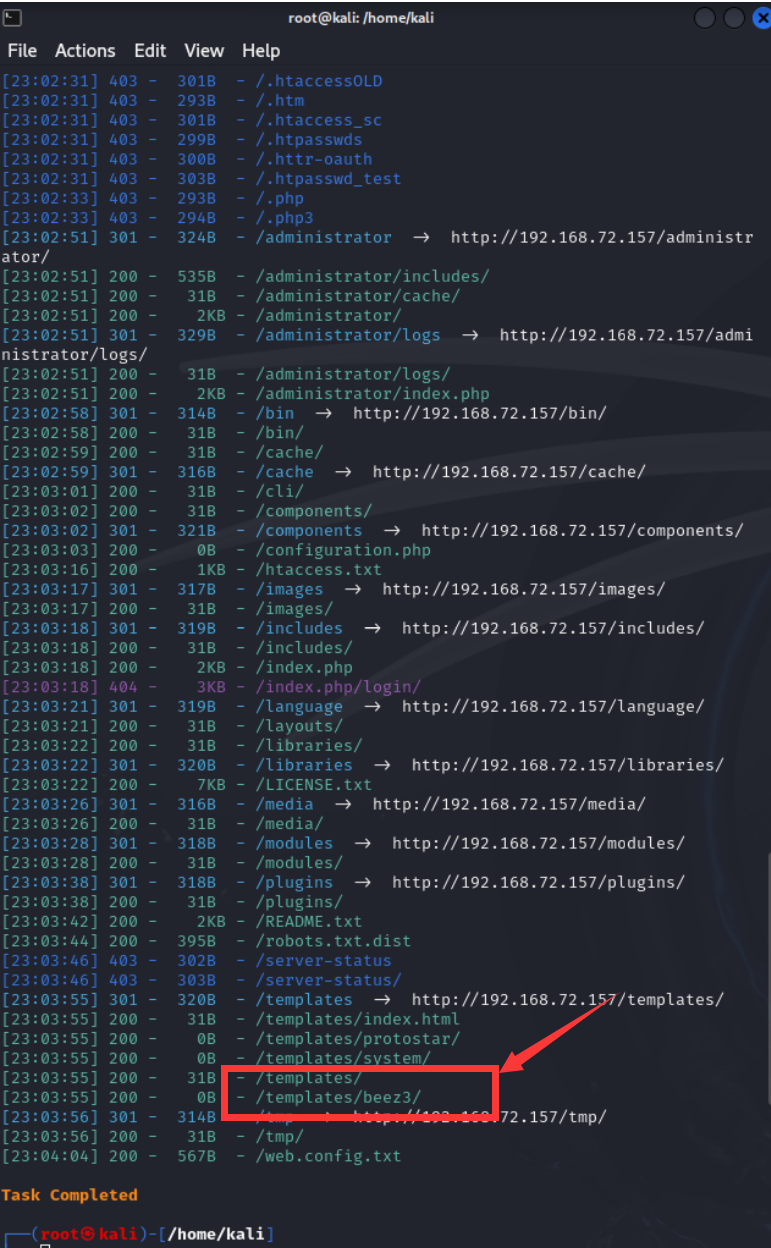 root@kali: /home/kali
File Actions Edit View Help
[23:02:31] 403 - 301B - /.htaccessOLD
[23:02:31] 403 - 293B - /.htm
[23:02:31] 403 - 301B - /.htaccess_sc
[23:02:31] 403 - 299B - /.htpasswds
[23:02:31] 403 - 300B - /.httr-oauth
[23:02:31] 403 - 303B - /.htpasswd_test
[23:02:33] 403 - 293B - /.php
[23:02:33] 403 - 294B - /.php3
[23:02:51] 301 - 324B - /administrator → http://192.168.72.157/administr
ator/
[23:02:51] 200 - 535B - /administrator/includes/
[23:02:51] 200 - 31B - /administrator/cache/
[23:02:51] 200 - 2KB - /administrator/
[23:02:51] 301 - 329B - /administrator/logs → http://192.168.72.157/admi
nistrator/logs/
[23:02:51] 200 - 31B - /administrator/logs/
[23:02:51] 200 - 2KB - /administrator/index.php
[23:02:58] 301 - 314B - /bin → http://192.168.72.157/bin/
[23:02:58] 200 - 31B - /bin/
[23:02:59] 200 - 31B - /cache/
[23:02:59] 301 - 316B - /cache → http://192.168.72.157/cache/
[23:03:01] 200 - 31B - /cli/
[23:03:02] 200 - 31B - /components/
[23:03:02] 301 - 321B - /components → http://192.168.72.157/components/
[23:03:03] 200 - 0B - /configuration.php
[23:03:16] 200 - 1KB - /htaccess.txt
[23:03:17] 301 - 317B - /images → http://192.168.72.157/images/
[23:03:17] 200 - 31B - /images/
[23:03:18] 301 - 319B - /includes → http://192.168.72.157/includes/
[23:03:18] 200 - 31B - /includes/
[23:03:18] 200 - 2KB - /index.php
[23:03:18] 404 - 3KB - /index.php/login/
[23:03:21] 301 - 319B - /language → http://192.168.72.157/language/
[23:03:21] 200 - 31B - /layouts/
[23:03:22] 200 - 31B - /libraries/
[23:03:22] 301 - 320B - /libraries → http://192.168.72.157/libraries/
[23:03:22] 200 - 7KB - /LICENSE.txt
[23:03:26] 301 - 316B - /media → http://192.168.72.157/media/
[23:03:26] 200 - 31B - /media/
[23:03:28] 301 - 318B - /modules → http://192.168.72.157/modules/
[23:03:28] 200 - 31B - /modules/
[23:03:38] 301 - 318B - /plugins → http://192.168.72.157/plugins/
[23:03:38] 200 - 31B - /plugins/
[23:03:42] 200 - 2KB - /README.txt
[23:03:44] 200 - 395B - /robots.txt.dist
[23:03:46] 403 - 302B - /server-status
[23:03:46] 403 - 303B - /server-status/
[23:03:55] 301 - 320B - /templates → http://192.168.72.157/templates/
[23:03:55] 200 - 31B - /templates/index.html
[23:03:55] 200 - 0B - /templates/protostar/
[23:03:55] 200 - 0B - /templates/system/
[23:03:55] 200 - 31B - /templates/
[23:03:55] 200 - 0B - /templates/beez3/
[23:03:56] 301 - 314B - /tmp → http://192.168.72.157/tmp/
[23:03:56] 200 - 31B - /tmp/
[23:04:04] 200 - 567B - /web.config.txt
Task Completed
┌──(root㉿kali)-[/home/kali]